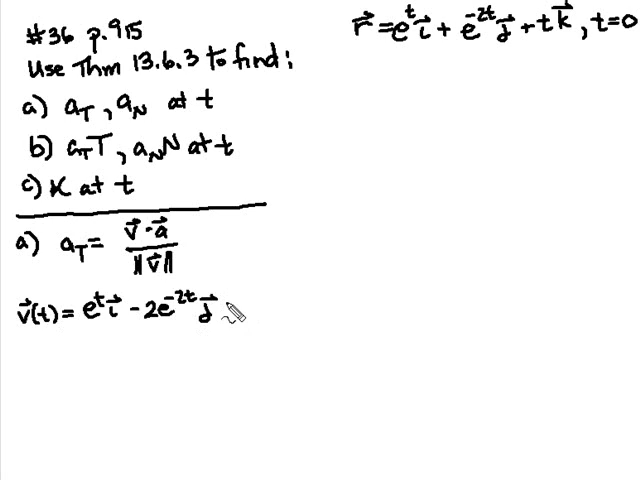 #36 p.915
Use Thm 13.6.3 to find:
a) a_T, a_N at t
b) a_T T, a_N N at t
c) K at t
r⃗ = e^t i⃗ + e^{-2t} j⃗ + t k⃗, t=0
a) a_T = v⃗ · a⃗ / ||v⃗||
v⃗(t) = e^t i⃗ - 2e^{-2t} j⃗